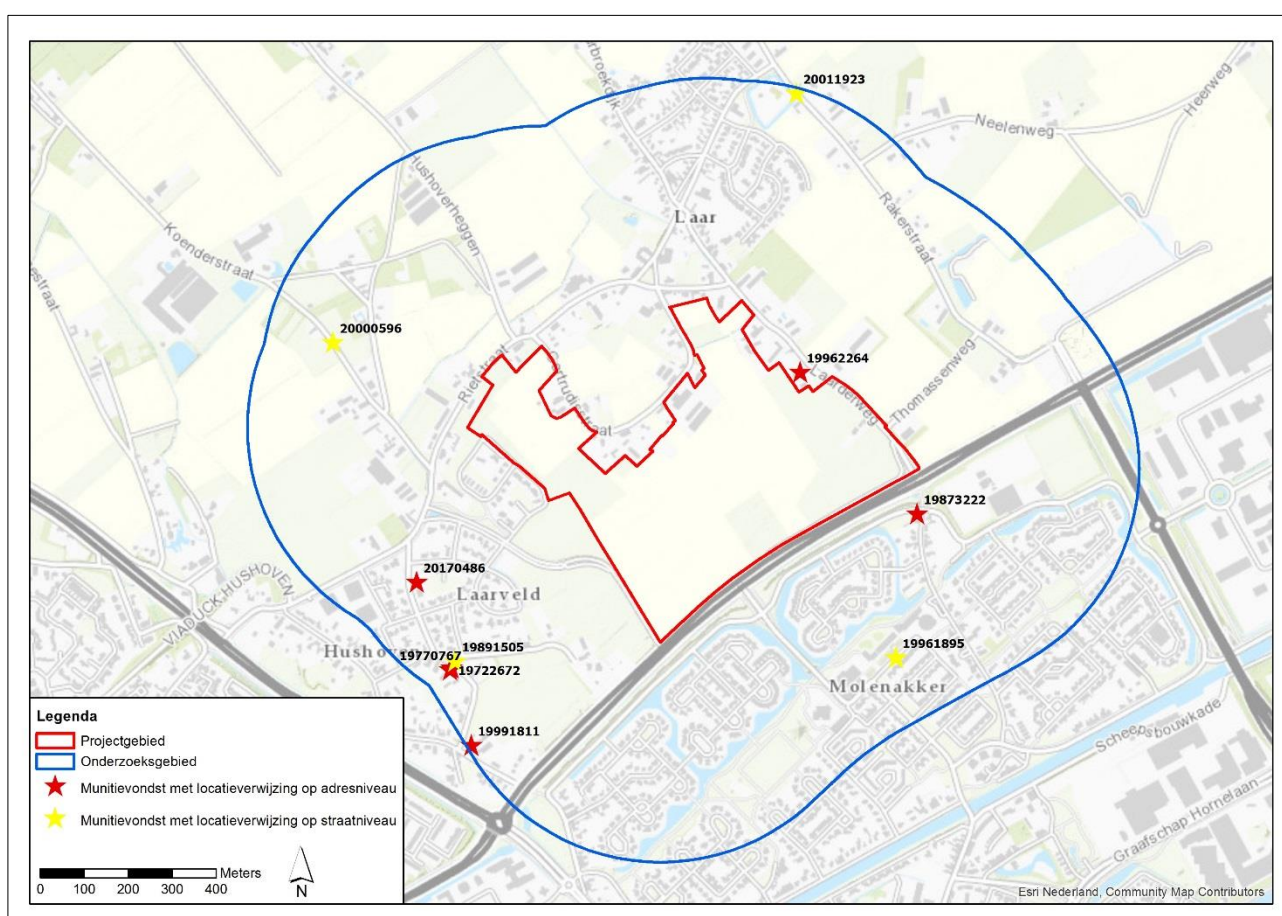 20011923
Heerweg
Neelenweg
Hushoverheggen
Koenderstraat
Laar
Rakerstraat
20000596
19962264
Rietstraat
Laarderweg
Thomassenweg
19873222
VIADUCK HUSHOVEN
20170486
Laarveld
19891505
19770767
19722672
19961895
Molenakker
19991811
Scheepsbouwkade
Graafschap Hornelaan
Legenda
Projectgebied
Onderzoeksgebied
Munitievondst met locatieverwijzing op adresniveau
Munitievondst met locatieverwijzing op straatniveau
Meters
0 100 200 300 400
N
Esri Nederland, Community Map Contributors